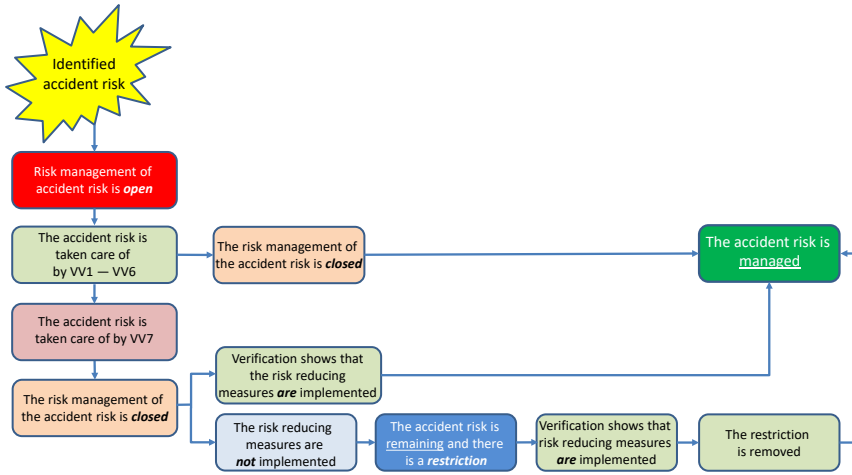 Identified
accident risk
Risk management of
accident risk is open
The accident risk is
taken care of
by VV1 — VV6
The risk management of
the accident risk is closed
The accident risk is
managed
The accident risk is
taken care of by VV7
The risk management of
the accident risk is closed
Verification shows that
the risk reducing
measures are implemented
The risk reducing
measures are
not implemented
The accident risk is
remaining and there
is a restriction
Verification shows that
risk reducing measures
are implemented
The restriction
is removed